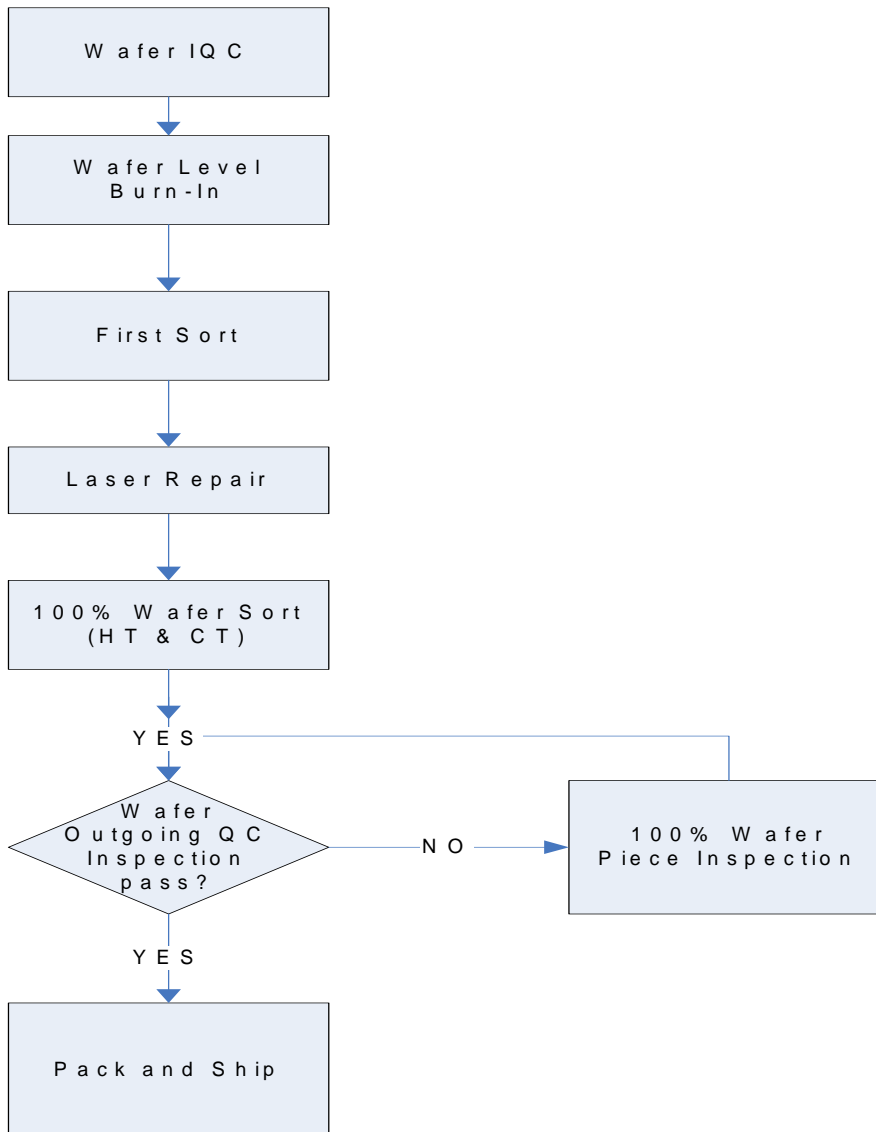 Wafer IQC
Wafer Level
Burn-In
First Sort
Laser Repair
100% Wafer Sort
(HT & CT)
YES
Wafer
Outgoing QC
Inspection
pass?
NO
100% Wafer
Piece Inspection
YES
Pack and Ship